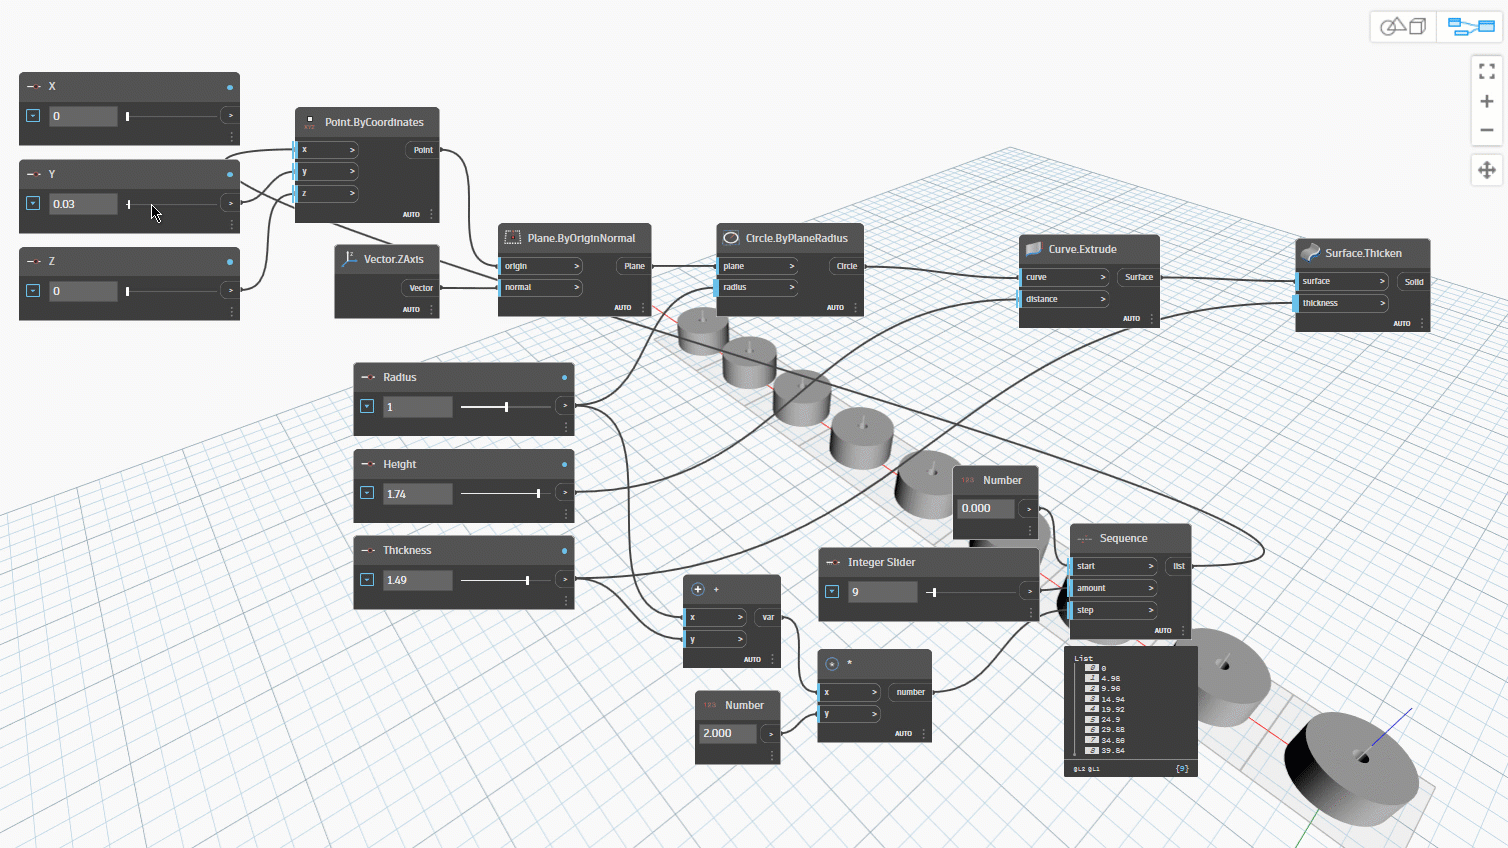 X
0
>
Y
0.03
>
Z
0
>
XYZ
Point.ByCoordinates
x >
Point
y >
z >
AUTO
Vector.ZAxis
Vector
AUTO
Plane.ByOriginNormal
origin >
Plane
normal >
AUTO
Circle.ByPlaneRadius
plane >
Circle
radius >
AUTO
Curve.Extrude
curve >
Surface
distance >
AUTO
Surface.Thicken
surface >
Solid
thickness >
AUTO
Radius
1
>
Height
1.74
>
Thickness
1.49
>
+ +
x >
var
y >
AUTO
123 Number
2.000
>
* *
x >
number
y >
AUTO
123 Number
0.000
>
Integer Slider
9
>
Sequence
start >
list
amount >
step >
AUTO
List
0 0
1 4.98
2 9.96
3 14.94
4 19.92
5 24.9
6 29.88
7 34.86
8 39.84
@L2 @L1
{9}